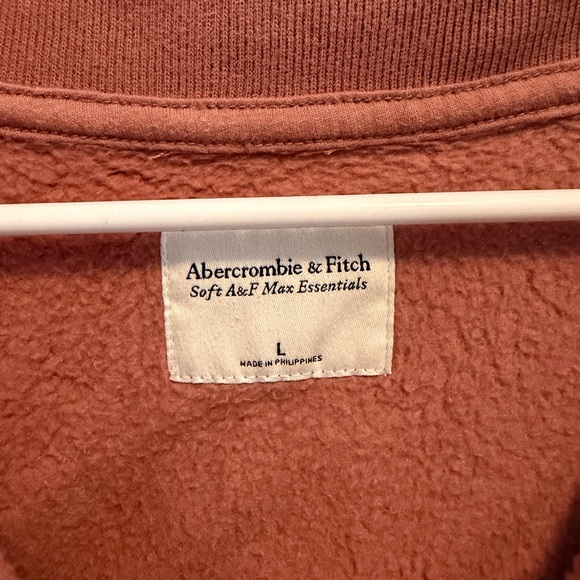 Abercrombie & Fitch
Soft A&F Max Essentials
L
MADE IN PHILIPPINES